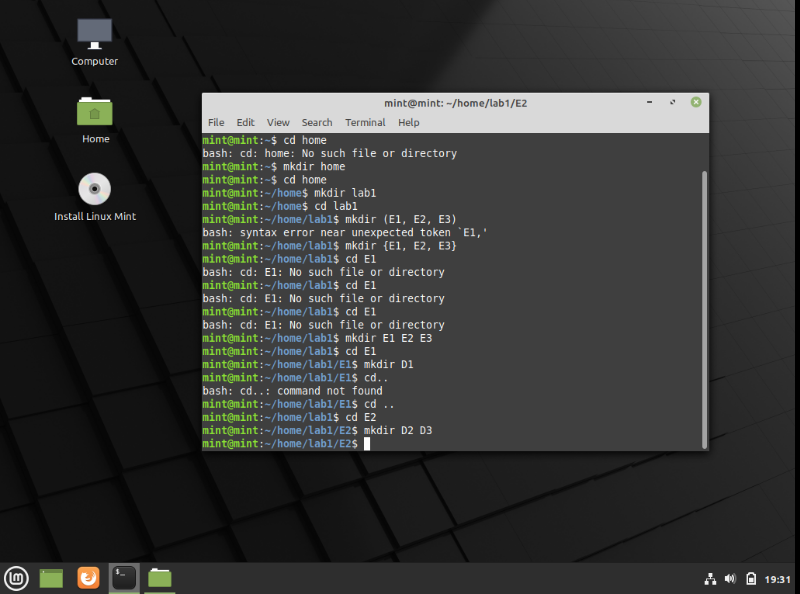 Computer
Home
Install Linux Mint
mint@mint: ~/home/lab1/E2
File Edit View Search Terminal Help
mint@mint:~$ cd home
bash: cd: home: No such file or directory
mint@mint:~$ mkdir home
mint@mint:~$ cd home
mint@mint:~/home$ mkdir lab1
mint@mint:~/home$ cd lab1
mint@mint:~/home/lab1$ mkdir (E1, E2, E3)
bash: syntax error near unexpected token `E1,'
mint@mint:~/home/lab1$ mkdir {E1, E2, E3}
mint@mint:~/home/lab1$ cd E1
bash: cd: E1: No such file or directory
mint@mint:~/home/lab1$ cd E1
bash: cd: E1: No such file or directory
mint@mint:~/home/lab1$ cd E1
bash: cd: E1: No such file or directory
mint@mint:~/home/lab1$ mkdir E1 E2 E3
mint@mint:~/home/lab1$ cd E1
mint@mint:~/home/lab1/E1$ mkdir D1
mint@mint:~/home/lab1/E1$ cd..
bash: cd..: command not found
mint@mint:~/home/lab1/E1$ cd ..
mint@mint:~/home/lab1$ cd E2
mint@mint:~/home/lab1/E2$ mkdir D2 D3
mint@mint:~/home/lab1/E2$
$_
19:31